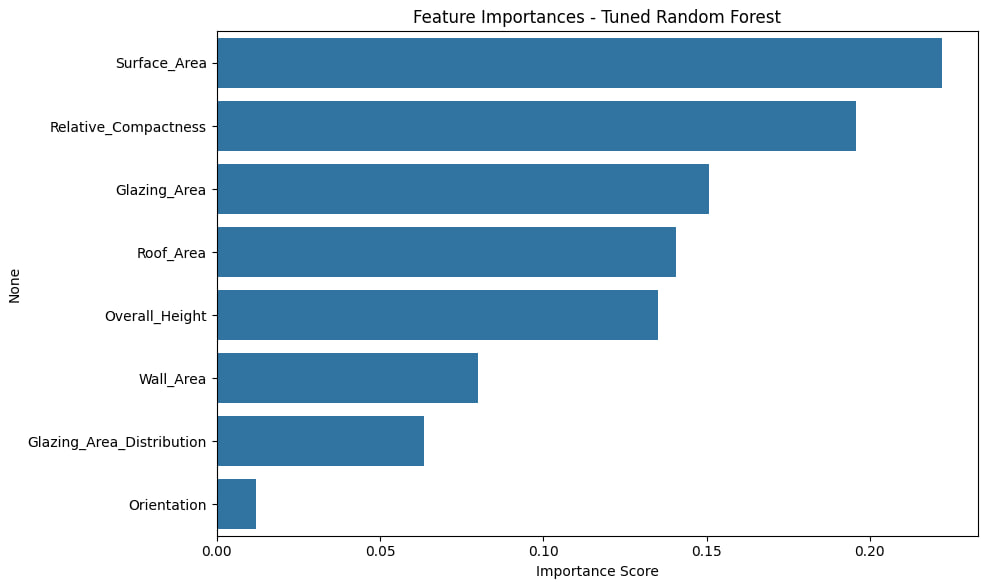 Feature Importances - Tuned Random Forest
None
Surface_Area
Relative_Compactness
Glazing_Area
Roof_Area
Overall_Height
Wall_Area
Glazing_Area_Distribution
Orientation
0.00 0.05 0.10 0.15 0.20
Importance Score